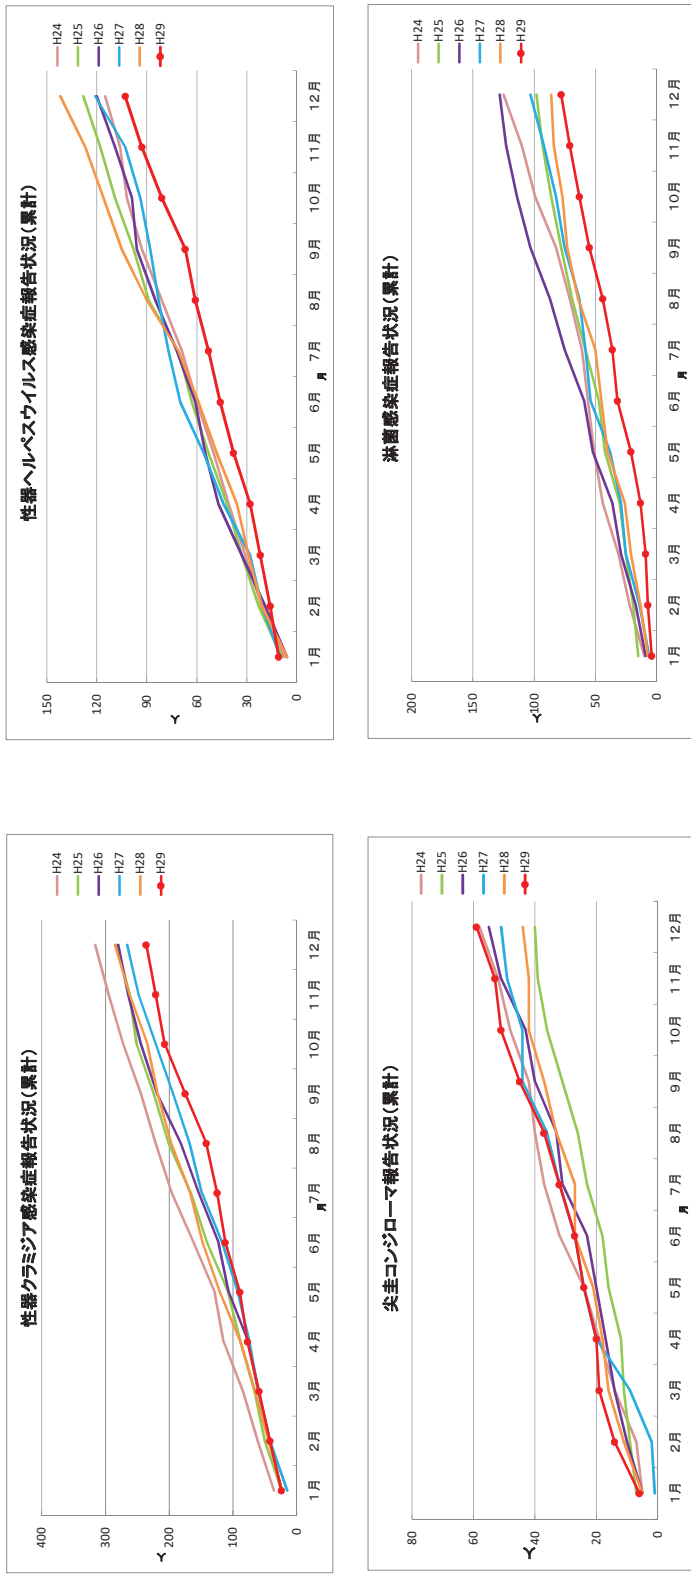 性器クラミジア感染症報告状況(累計)
400
300
200
100
0
人
1月 2月 3月 4月 5月 6月 7月 8月 9月 10月 11月 12月
月
H24
H25
H26
H27
H28
H29
性器ヘルペスウイルス感染症報告状況(累計)
150
120
90
60
30
0
人
1月 2月 3月 4月 5月 6月 7月 8月 9月 10月 11月 12月
月
H24
H25
H26
H27
H28
H29
尖圭コンジローマ報告状況(累計)
80
60
40
20
0
人
1月 2月 3月 4月 5月 6月 7月 8月 9月 10月 11月 12月
月
H24
H25
H26
H27
H28
H29
淋菌感染症報告状況(累計)
200
150
100
50
0
人
1月 2月 3月 4月 5月 6月 7月 8月 9月 10月 11月 12月
月
H24
H25
H26
H27
H28
H29